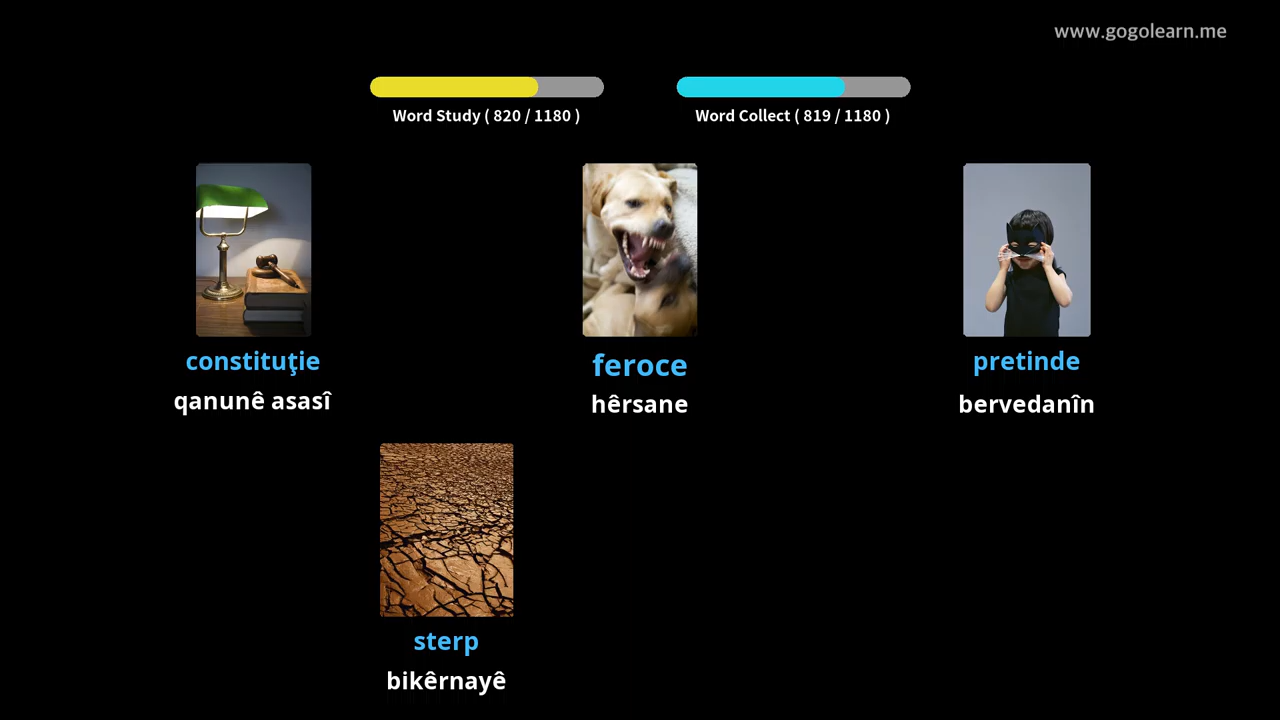 www.gogolearn.me
Word Study ( 820 / 1180 )
Word Collect ( 819 / 1180 )
constituţie
feroce
pretinde
qanunê asasî
hêrsane
bervedanîn
sterp
bikêrnayê